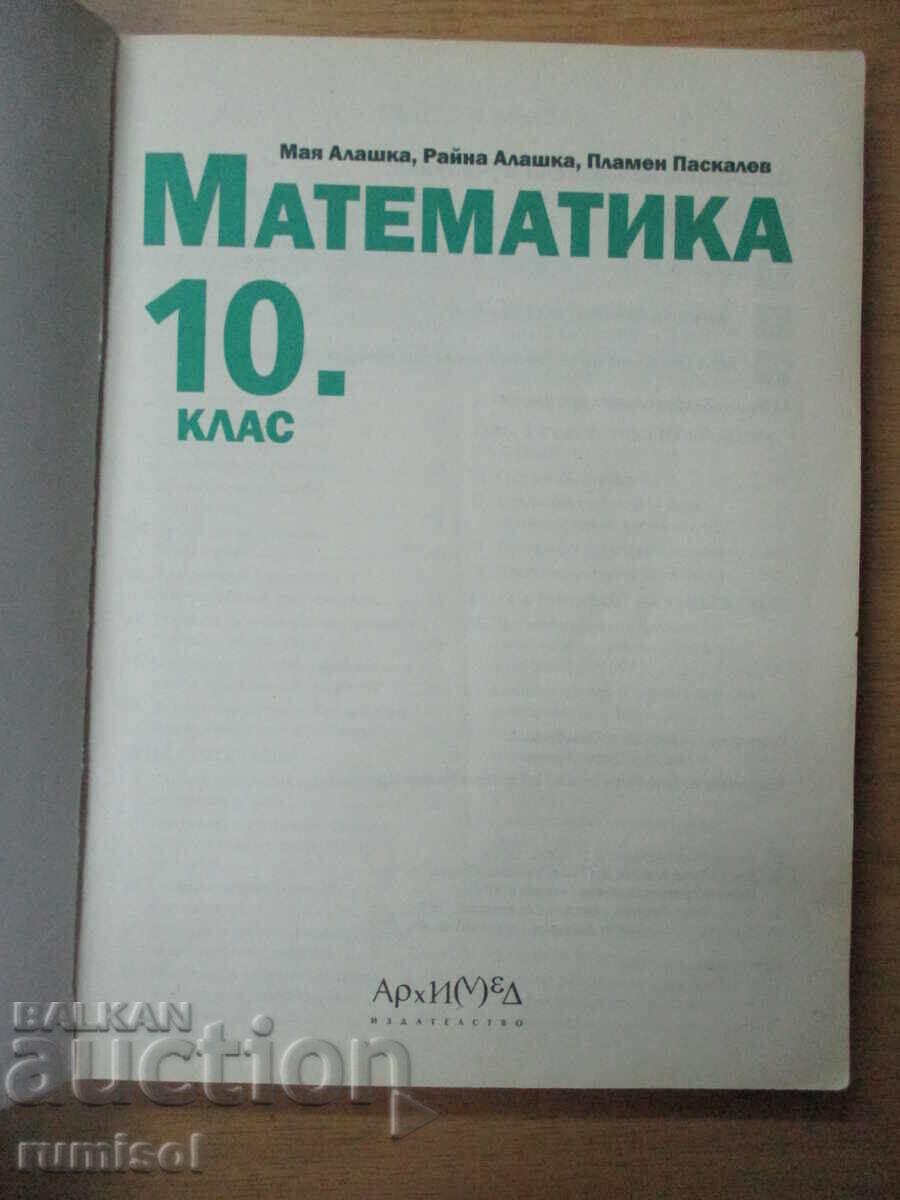 Мая Алашка, Райна Алашка, Пламен Паскалев
МАТЕМАТИКА
10.
КЛАС
АрхИМЕД
ИЗДАТЕЛСТВО
BALKAN
auction
rumisol